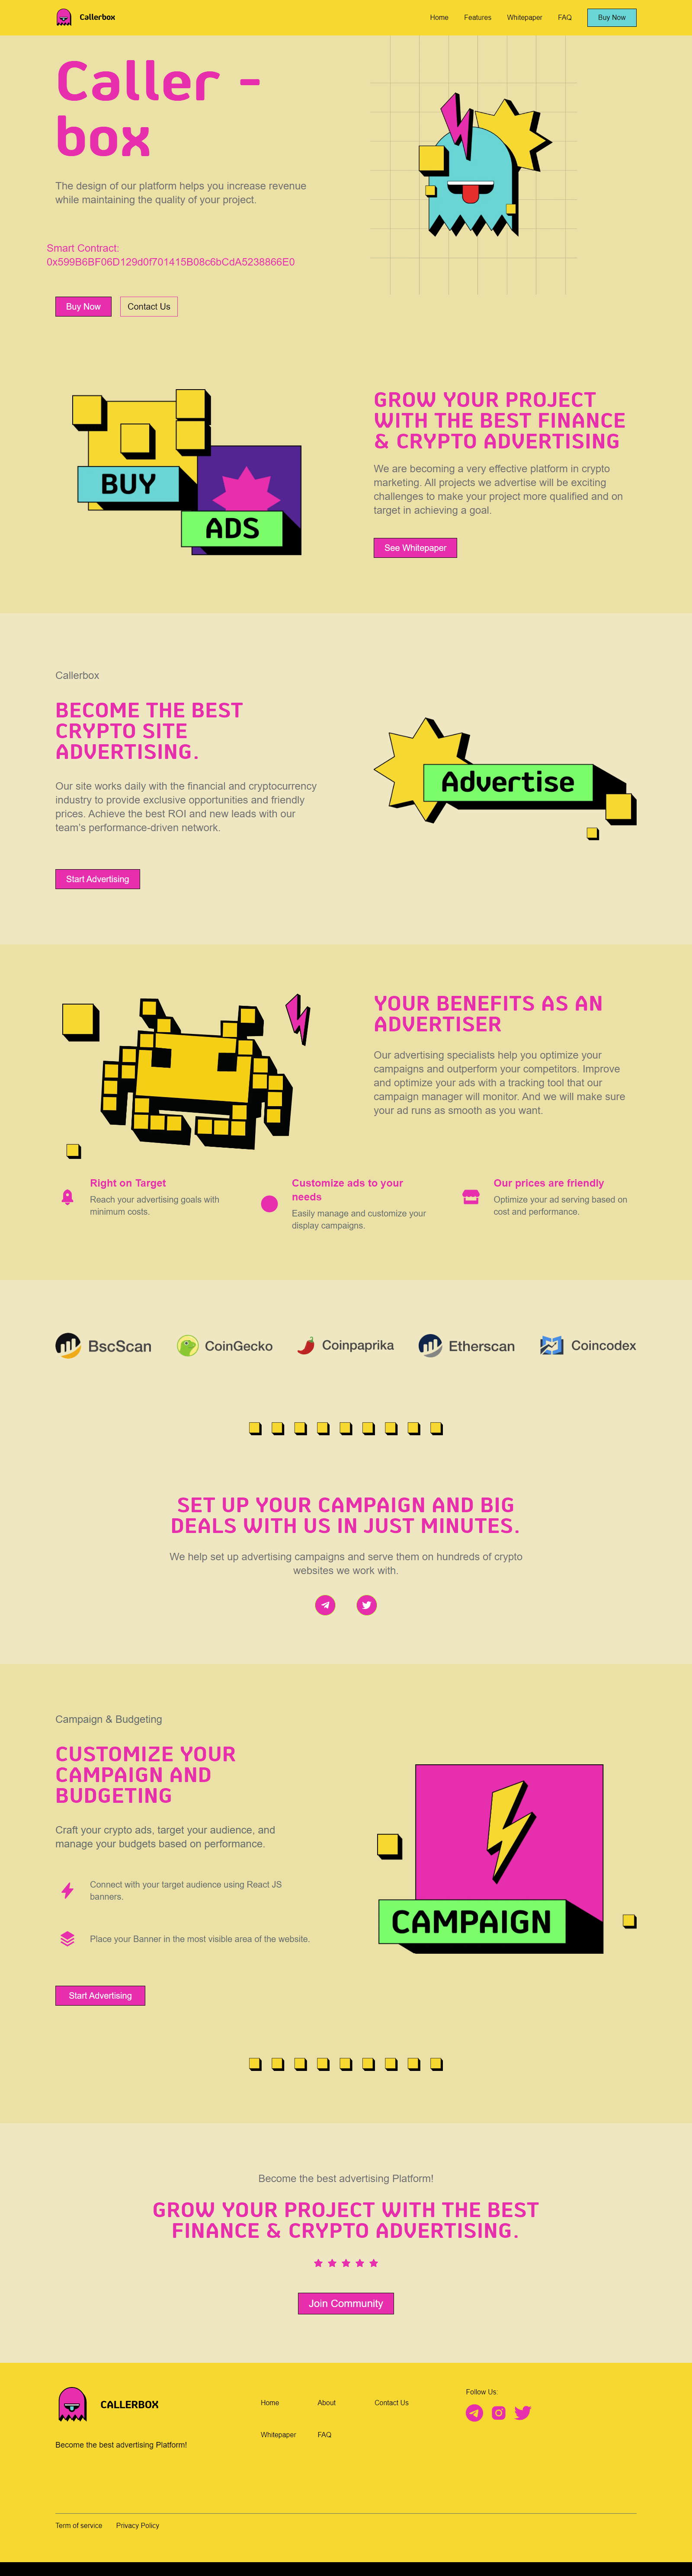 Callerbox
Home Features Whitepaper FAQ Buy Now
Caller -
box
The design of our platform helps you increase revenue
while maintaining the quality of your project.
Smart Contract:
0x599B6BF06D129d0f701415B08c6bCdA5238866E0
Buy Now Contact Us
BUY
ADS
GROW YOUR PROJECT
WITH THE BEST FINANCE
& CRYPTO ADVERTISING
We are becoming a very effective platform in crypto
marketing. All projects we advertise will be exciting
challenges to make your project more qualified and on
target in achieving a goal.
See Whitepaper
Callerbox
BECOME THE BEST
CRYPTO SITE
ADVERTISING.
Our site works daily with the financial and cryptocurrency
industry to provide exclusive opportunities and friendly
prices. Achieve the best ROI and new leads with our
team's performance-driven network.
Start Advertising
Advertise
YOUR BENEFITS AS AN
ADVERTISER
Our advertising specialists help you optimize your
campaigns and outperform your competitors. Improve
and optimize your ads with a tracking tool that our
campaign manager will monitor. And we will make sure
your ad runs as smooth as you want.
Right on Target
Reach your advertising goals with
minimum costs.
Customize ads to your
needs
Easily manage and customize your
display campaigns.
Our prices are friendly
Optimize your ad serving based on
cost and performance.
BscScan CoinGecko Coinpaprika Etherscan Coincodex
SET UP YOUR CAMPAIGN AND BIG
DEALS WITH US IN JUST MINUTES.
We help set up advertising campaigns and serve them on hundreds of crypto
websites we work with.
Campaign & Budgeting
CUSTOMIZE YOUR
CAMPAIGN AND
BUDGETING
Craft your crypto ads, target your audience, and
manage your budgets based on performance.
Connect with your target audience using React JS
banners.
Place your Banner in the most visible area of the website.
Start Advertising
CAMPAIGN
Become the best advertising Platform!
GROW YOUR PROJECT WITH THE BEST
FINANCE & CRYPTO ADVERTISING.
Join Community
CALLERBOX
Become the best advertising Platform!
Home About Contact Us
Whitepaper FAQ
Follow Us:
Term of service Privacy Policy